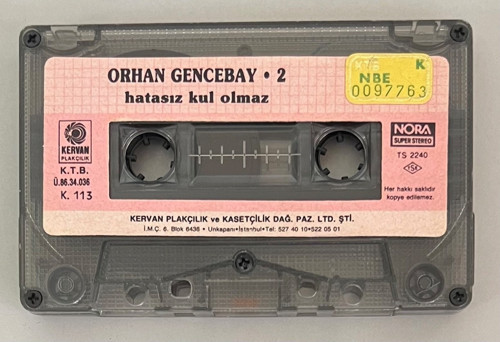 ORHAN GENCEBAY • 2
hatasız kul olmaz
K
NBE
0097763
KERVAN
PLAKÇILIK
K.T.B.
Ü.86.34.036
K. 113
NORA
SUPER STEREO
TS 2240
TSE
Her hakkı saklıdır
kopye edilemez.
KERVAN PLAKÇILIK ve KASETÇİLİK DAĞ. PAZ. LTD. ŞTİ.
İ.M.Ç. 6. Blok 6436 • Unkapanı•İstanbul•Tel: 527 40 10•522 05 01